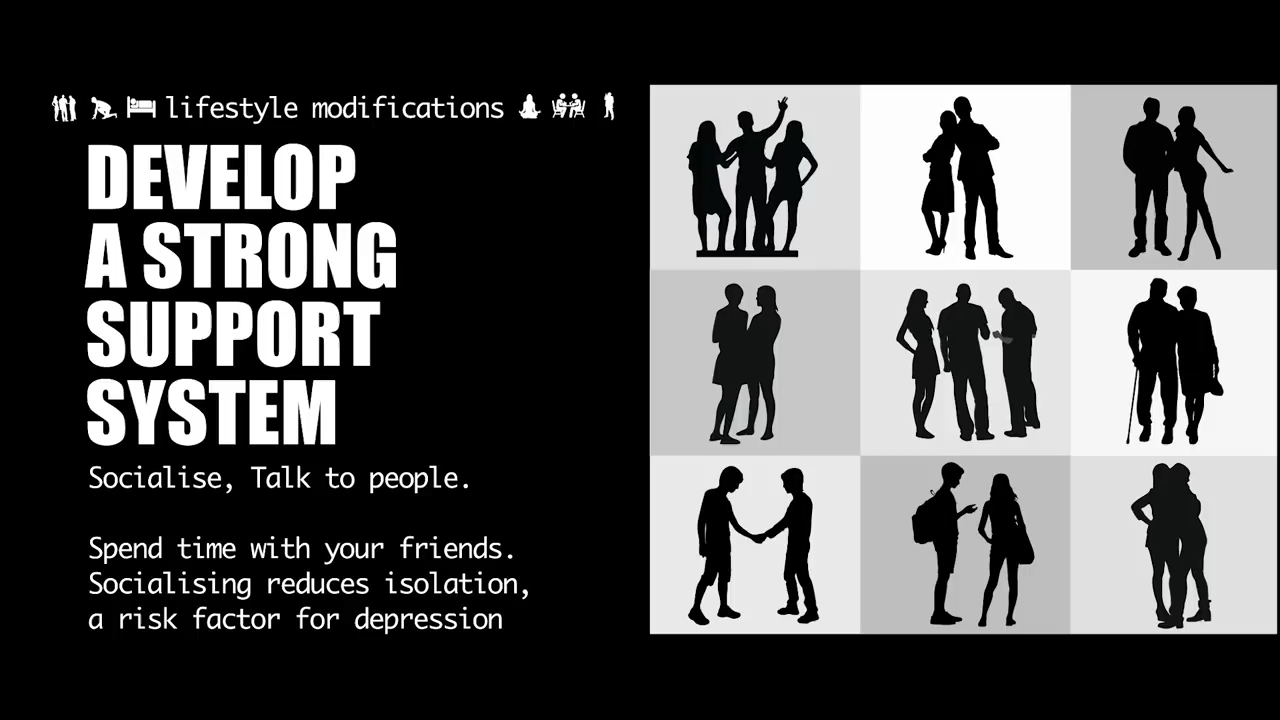 lifestyle modifications
DEVELOP
A STRONG
SUPPORT
SYSTEM
Socialise, Talk to people.
Spend time with your friends.
Socialising reduces isolation,
a risk factor for depression